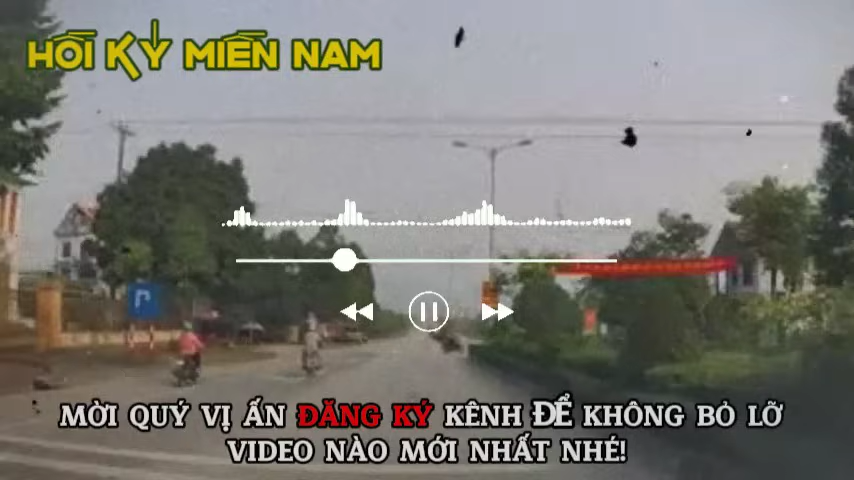 HỒI KÝ MIỀN NAM
MỜI QUÝ VỊ ẤN ĐĂNG KÝ KÊNH ĐỂ KHÔNG BỎ LỠ
VIDEO NÀO MỚI NHẤT NHÉ!